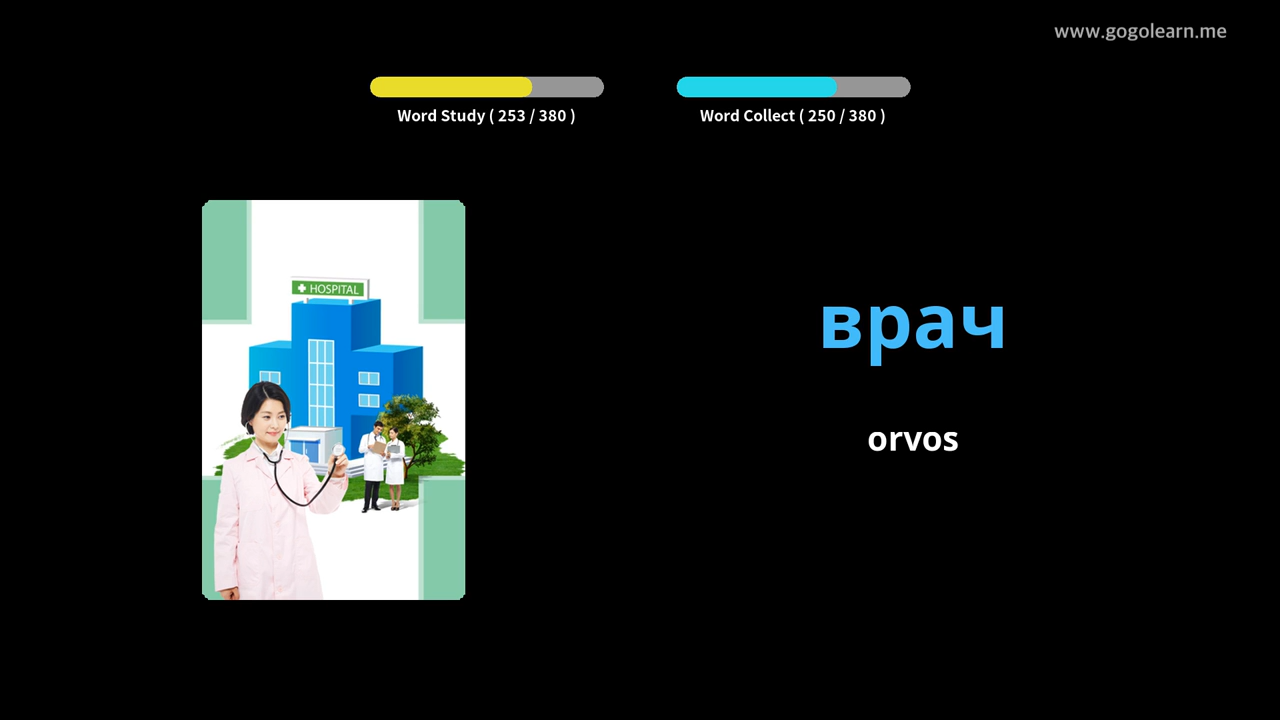 www.gogolearn.me
Word Study ( 253 / 380 )
Word Collect ( 250 / 380 )
HOSPITAL
врач
orvos